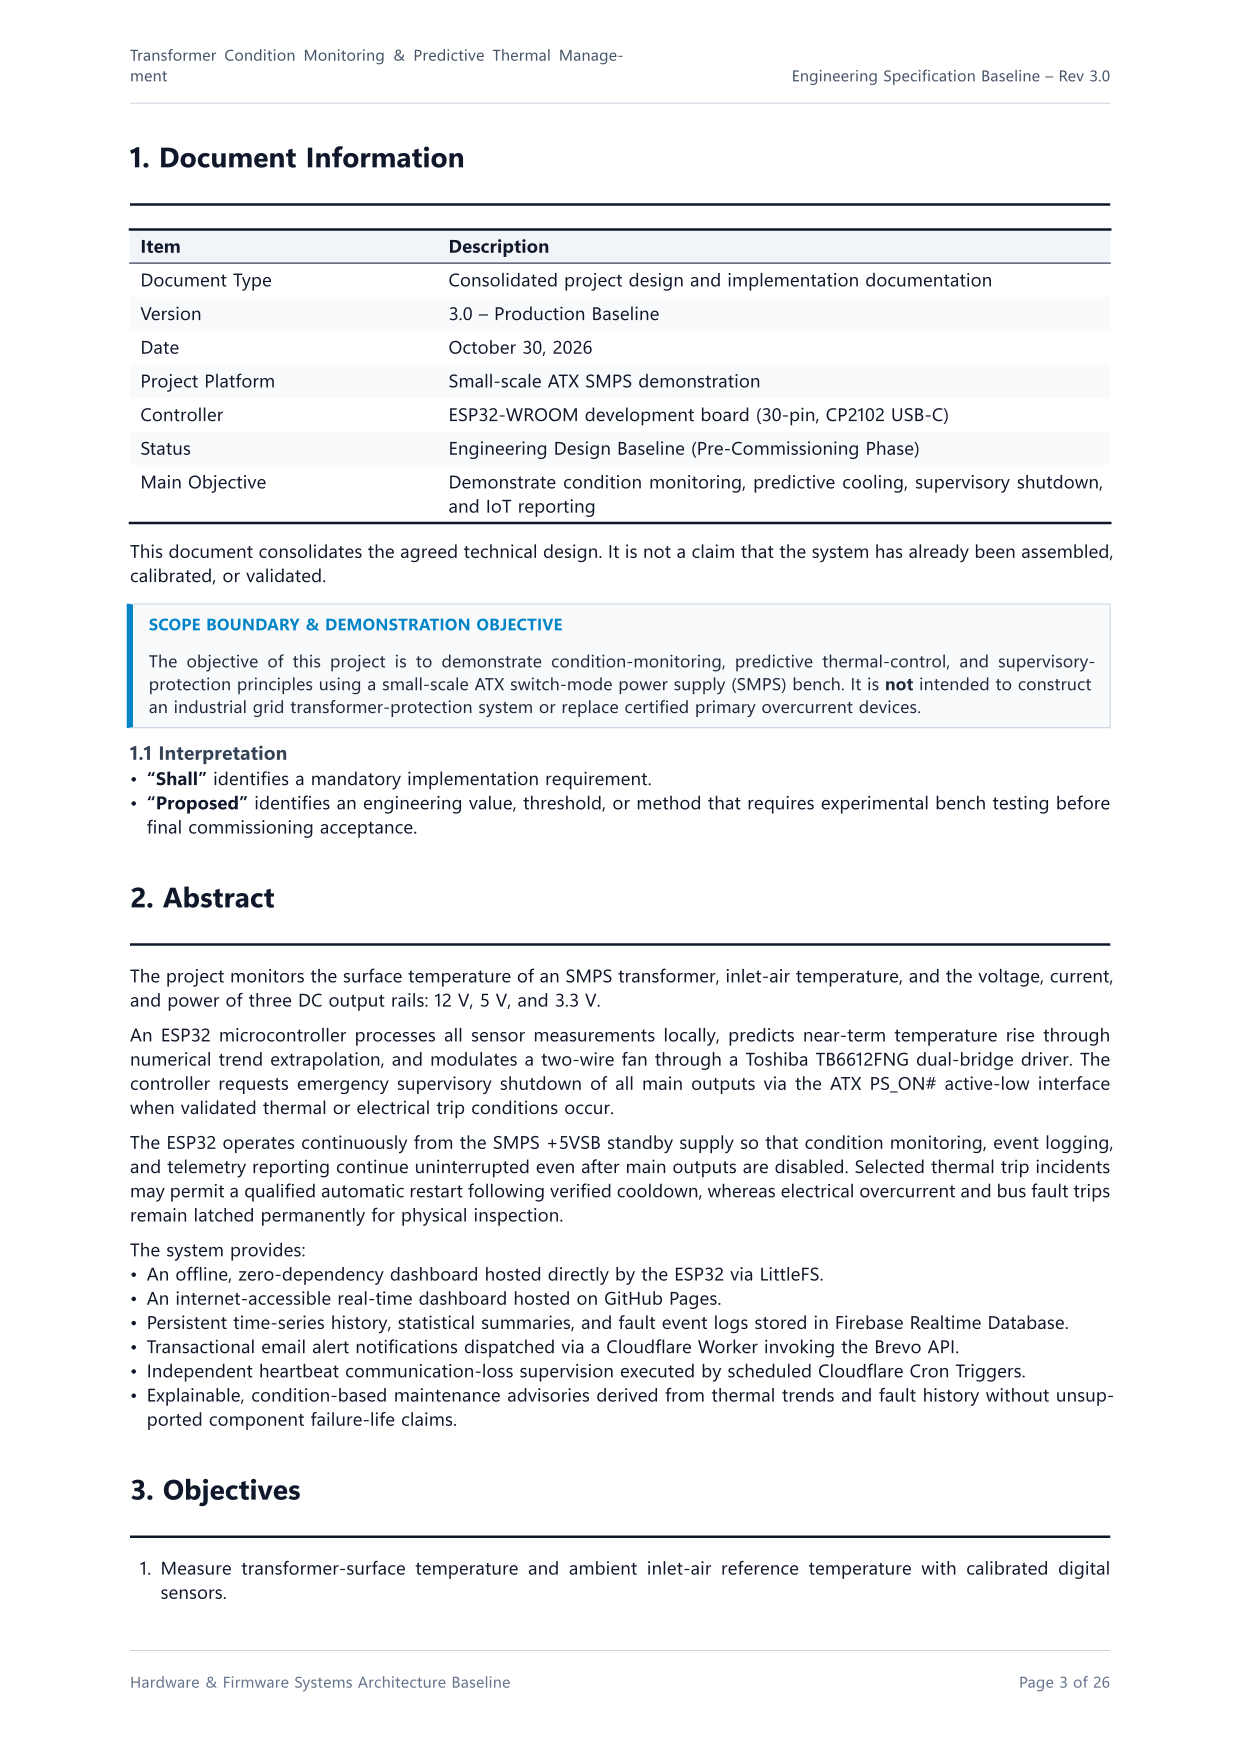 Transformer Condition Monitoring & Predictive Thermal Manage-
ment
Engineering Specification Baseline – Rev 3.0
1. Document Information
Item Description
Document Type Consolidated project design and implementation documentation
Version 3.0 – Production Baseline
Date October 30, 2026
Project Platform Small-scale ATX SMPS demonstration
Controller ESP32-WROOM development board (30-pin, CP2102 USB-C)
Status Engineering Design Baseline (Pre-Commissioning Phase)
Main Objective Demonstrate condition monitoring, predictive cooling, supervisory shutdown,
and IoT reporting
This document consolidates the agreed technical design. It is not a claim that the system has already been assembled,
calibrated, or validated.
SCOPE BOUNDARY & DEMONSTRATION OBJECTIVE
The objective of this project is to demonstrate condition-monitoring, predictive thermal-control, and supervisory-
protection principles using a small-scale ATX switch-mode power supply (SMPS) bench. It is not intended to construct
an industrial grid transformer-protection system or replace certified primary overcurrent devices.
1.1 Interpretation
• “Shall” identifies a mandatory implementation requirement.
• “Proposed” identifies an engineering value, threshold, or method that requires experimental bench testing before
final commissioning acceptance.
2. Abstract
The project monitors the surface temperature of an SMPS transformer, inlet-air temperature, and the voltage, current,
and power of three DC output rails: 12 V, 5 V, and 3.3 V.
An ESP32 microcontroller processes all sensor measurements locally, predicts near-term temperature rise through
numerical trend extrapolation, and modulates a two-wire fan through a Toshiba TB6612FNG dual-bridge driver. The
controller requests emergency supervisory shutdown of all main outputs via the ATX PS_ON# active-low interface
when validated thermal or electrical trip conditions occur.
The ESP32 operates continuously from the SMPS +5VSB standby supply so that condition monitoring, event logging,
and telemetry reporting continue uninterrupted even after main outputs are disabled. Selected thermal trip incidents
may permit a qualified automatic restart following verified cooldown, whereas electrical overcurrent and bus fault trips
remain latched permanently for physical inspection.
The system provides:
• An offline, zero-dependency dashboard hosted directly by the ESP32 via LittleFS.
• An internet-accessible real-time dashboard hosted on GitHub Pages.
• Persistent time-series history, statistical summaries, and fault event logs stored in Firebase Realtime Database.
• Transactional email alert notifications dispatched via a Cloudflare Worker invoking the Brevo API.
• Independent heartbeat communication-loss supervision executed by scheduled Cloudflare Cron Triggers.
• Explainable, condition-based maintenance advisories derived from thermal trends and fault history without unsup-
ported component failure-life claims.
3. Objectives
1. Measure transformer-surface temperature and ambient inlet-air reference temperature with calibrated digital
sensors.
Hardware & Firmware Systems Architecture Baseline
Page 3 of 26